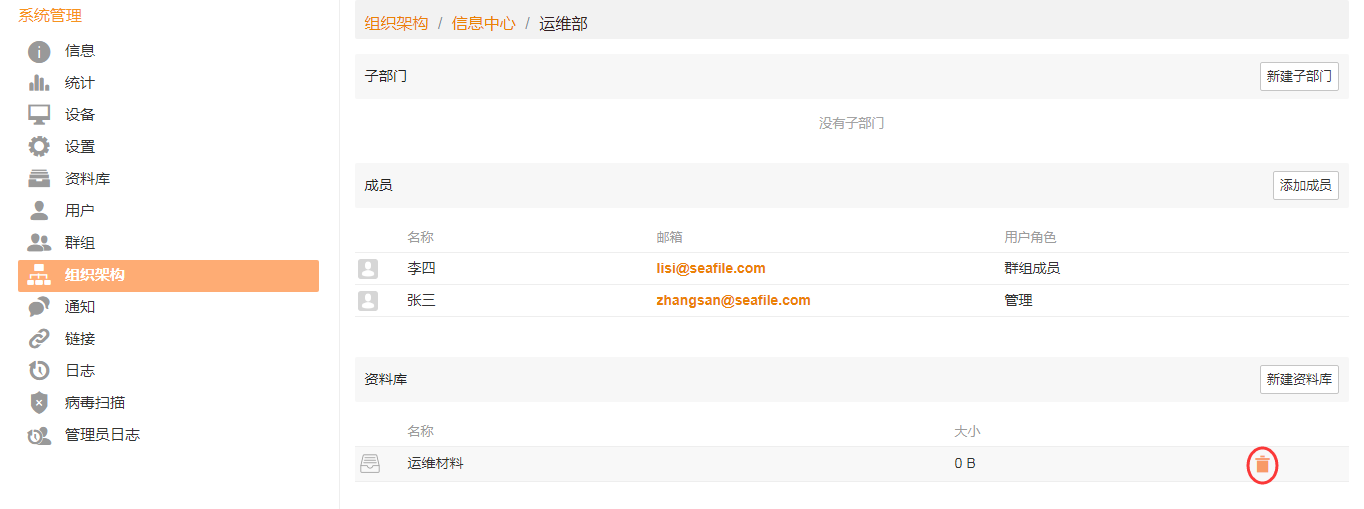 系统管理
信息
统计
设备
设置
资料库
用户
群组
组织架构
通知
链接
日志
病毒扫描
管理员日志
组织架构 / 信息中心 / 运维部
子部门 新建子部门
没有子部门
成员 添加成员
名称 邮箱 用户角色
李四 lisi@seafile.com 群组成员
张三 zhangsan@seafile.com 管理
资料库 新建资料库
名称 大小
运维材料 0 B